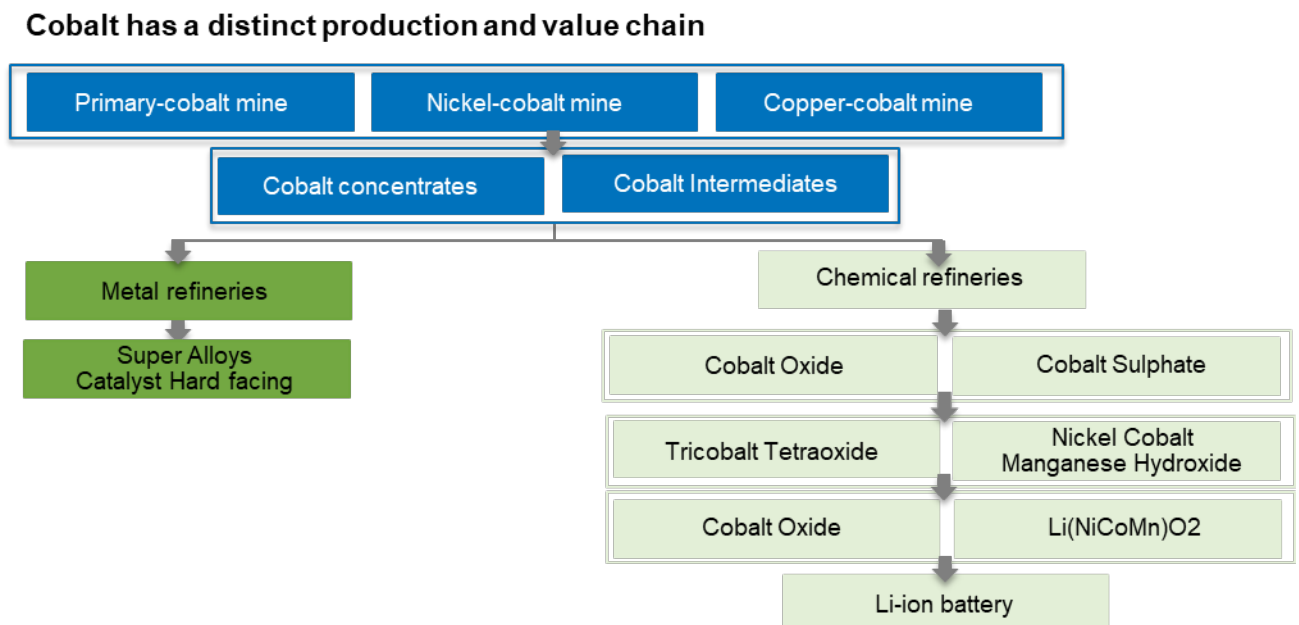 Cobalt has a distinct production and value chain
Primary-cobalt mine
Nickel-cobalt mine
Copper-cobalt mine
Cobalt concentrates
Cobalt Intermediates
Metal refineries
Chemical refineries
Super Alloys
Catalyst Hard facing
Cobalt Oxide
Cobalt Sulphate
Tricobalt Tetraoxide
Nickel Cobalt
Manganese Hydroxide
Cobalt Oxide
Li(NiCoMn)O2
Li-ion battery